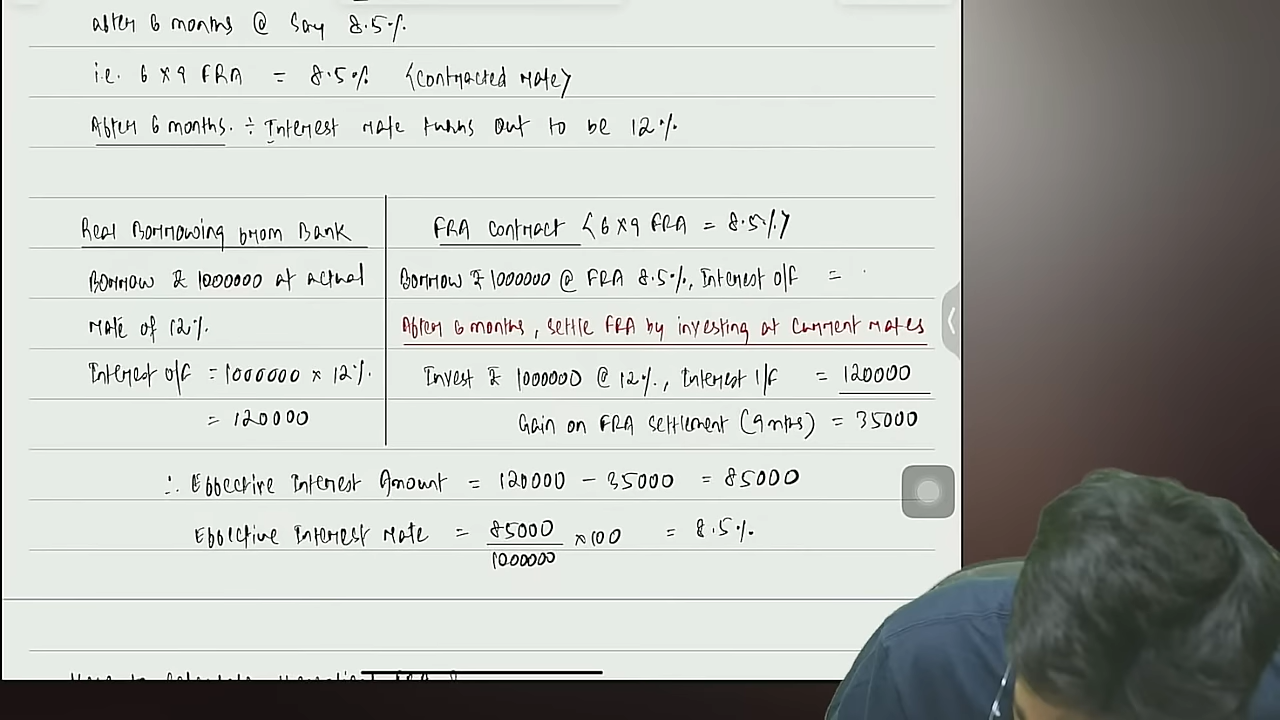 after 6 months @ say 8.5%
i.e. 6 x 9 FRA = 8.5% {contracted rate}
After 6 months ÷ Interest rate turns out to be 12%
Real Borrowing from Bank
Borrow ₹ 1000000 at actual
rate of 12%
Interest o/f = 1000000 x 12%
= 120000
FRA contract {6 x 9 FRA = 8.5%}
Borrow ₹ 1000000 @ FRA 8.5%, Interest o/f =
After 6 months, settle FRA by investing at current rates
Invest ₹ 1000000 @ 12%, Interest i/f = 120000
Gain on FRA settlement (9mths) = 35000
∴ Effective Interest Amount = 120000 - 35000 = 85000
Effective Interest rate = 85000/1000000 x 100 = 8.5%